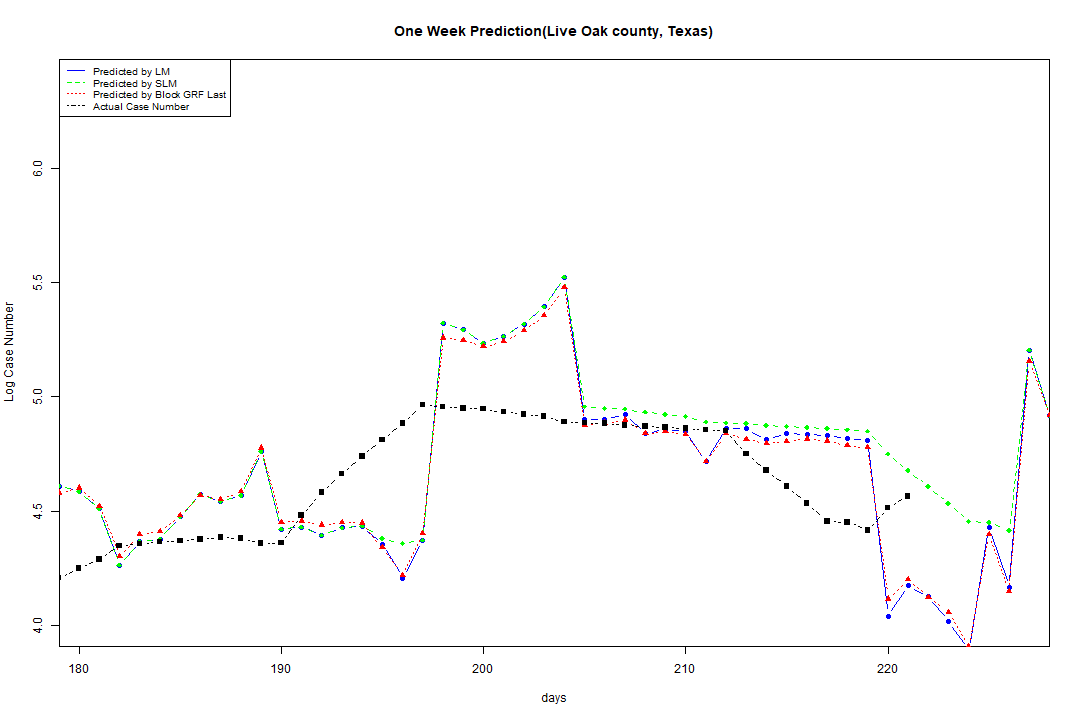 One Week Prediction(Live Oak county, Texas)
Predicted by LM
Predicted by SLM
Predicted by Block GRF Last
Actual Case Number
6.0
5.5
5.0
4.5
4.0
Log Case Number
180 190 200 210 220
days